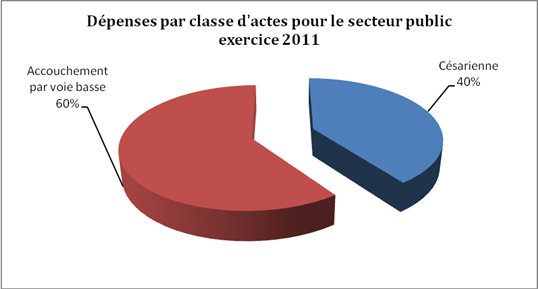 Dépenses par classe d'actes pour le secteur public
exercice 2011
Accouchement
par voie basse
60%
Césarienne
40%